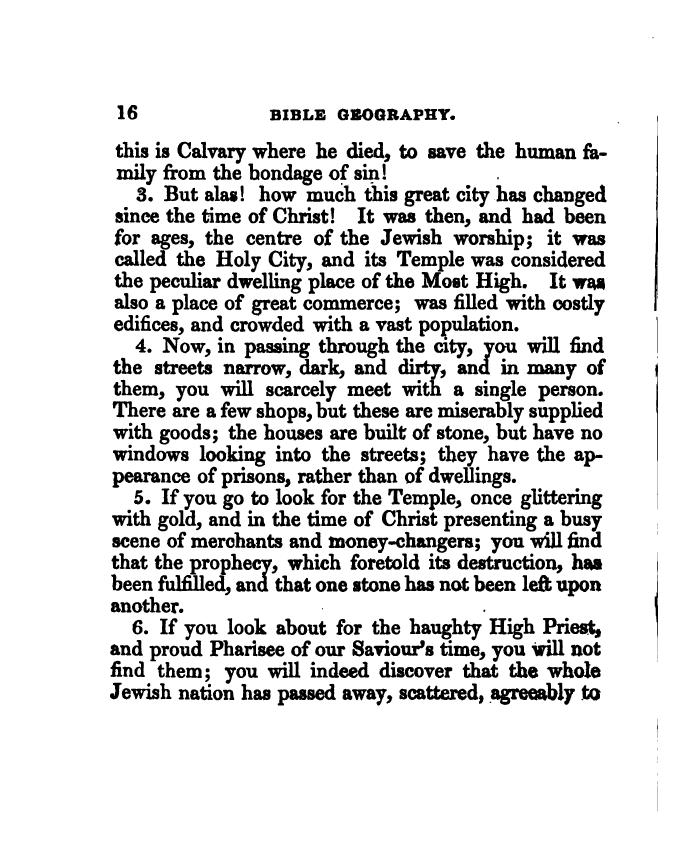 16 BIBLE GEOGRAPHY.
this is Calvary where he died, to save the human fa-
mily from the bondage of sin!
3. But alas! how much this great city has changed
since the time of Christ! It was then, and had been
for ages, the centre of the Jewish worship; it was
called the Holy City, and its Temple was considered
the peculiar dwelling place of the Most High. It was
also a place of great commerce; was filled with costly
edifices, and crowded with a vast population.
4. Now, in passing through the city, you will find
the streets narrow, dark, and dirty, and in many of
them, you will scarcely meet with a single person.
There are a few shops, but these are miserably supplied
with goods; the houses are built of stone, but have no
windows looking into the streets; they have the ap-
pearance of prisons, rather than of dwellings.
5. If you go to look for the Temple, once glittering
with gold, and in the time of Christ presenting a busy
scene of merchants and money-changers; you will find
that the prophecy, which foretold its destruction, has
been fulfilled, and that one stone has not been left upon
another.
6. If you look about for the haughty High Priest,
and proud Pharisee of our Saviour's time, you will not
find them; you will indeed discover that the whole
Jewish nation has passed away, scattered, agreeably to